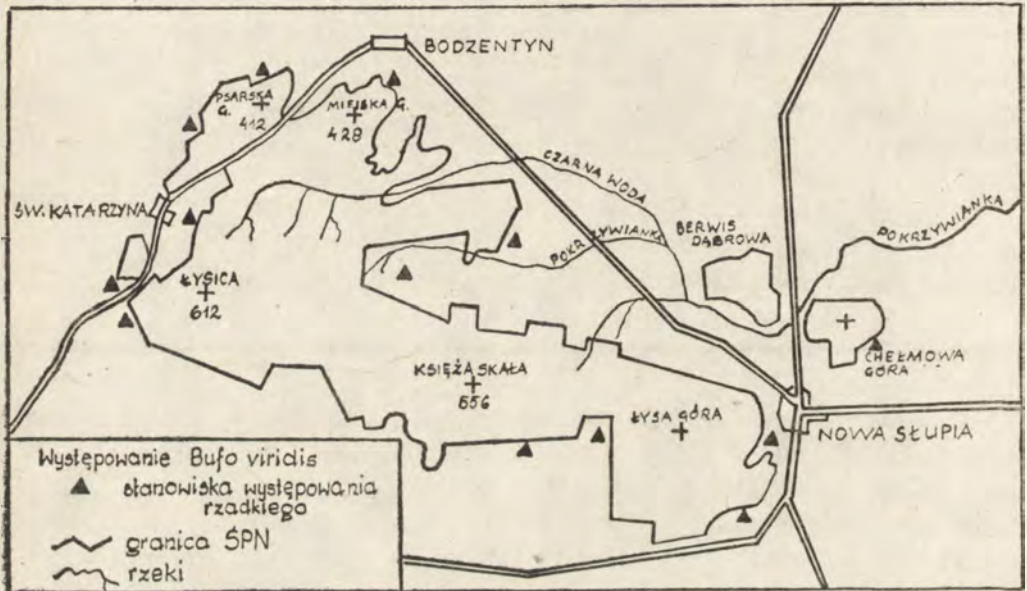 BODZENTYN
PSARSKA
G.
412
MIEJSKA G.
428
CZARNA WODA
ŚW. KATARZYNA
POKRZYWIANKA
BERWIS
DĄBROWA
POKRZYWIANKA
ŁYSICA
612
CHEŁMOWA
GÓRA
KSIĘŻA SKAŁA
556
ŁYSA GÓRA
NOWA SŁUPIA
Występowanie Bufo viridis
stanowiska występowania
rzadkiego
granica ŚPN
rzeki